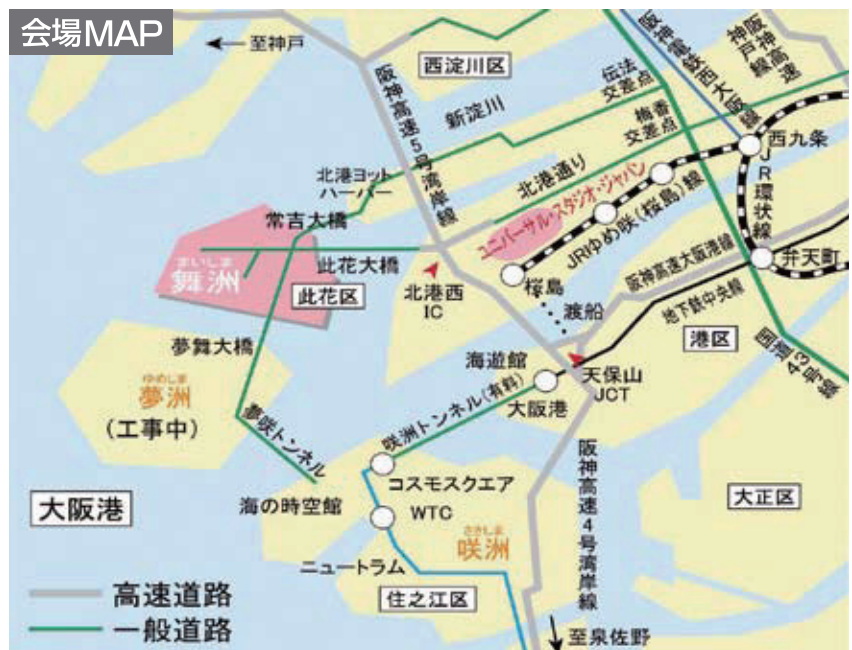 会場MAP
至神戸
西淀川区
阪神高速5号湾岸線
新淀川
伝法
交差点
阪神電鉄西大阪線
阪神高速
神戸線
梅香
交差点
西九条
北港ヨット
ハーバー
北港通り
ユニバーサル・スタジオ・ジャパン
JRゆめ咲(桜島)線
JR環状線
常吉大橋
まいしま
舞洲
此花大橋
此花区
北港西
IC
桜島
渡船
阪神高速大阪港線
地下鉄中央線
弁天町
港区
国道43号線
夢舞大橋
ゆめしま
夢洲
(工事中)
夢咲トンネル
海遊館
大阪港
天保山
JCT
咲洲トンネル(有料)
コスモスクエア
海の時空館
WTC
さきしま
咲洲
ニュートラム
住之江区
阪神高速4号湾岸線
大正区
大阪港
高速道路
一般道路
至泉佐野